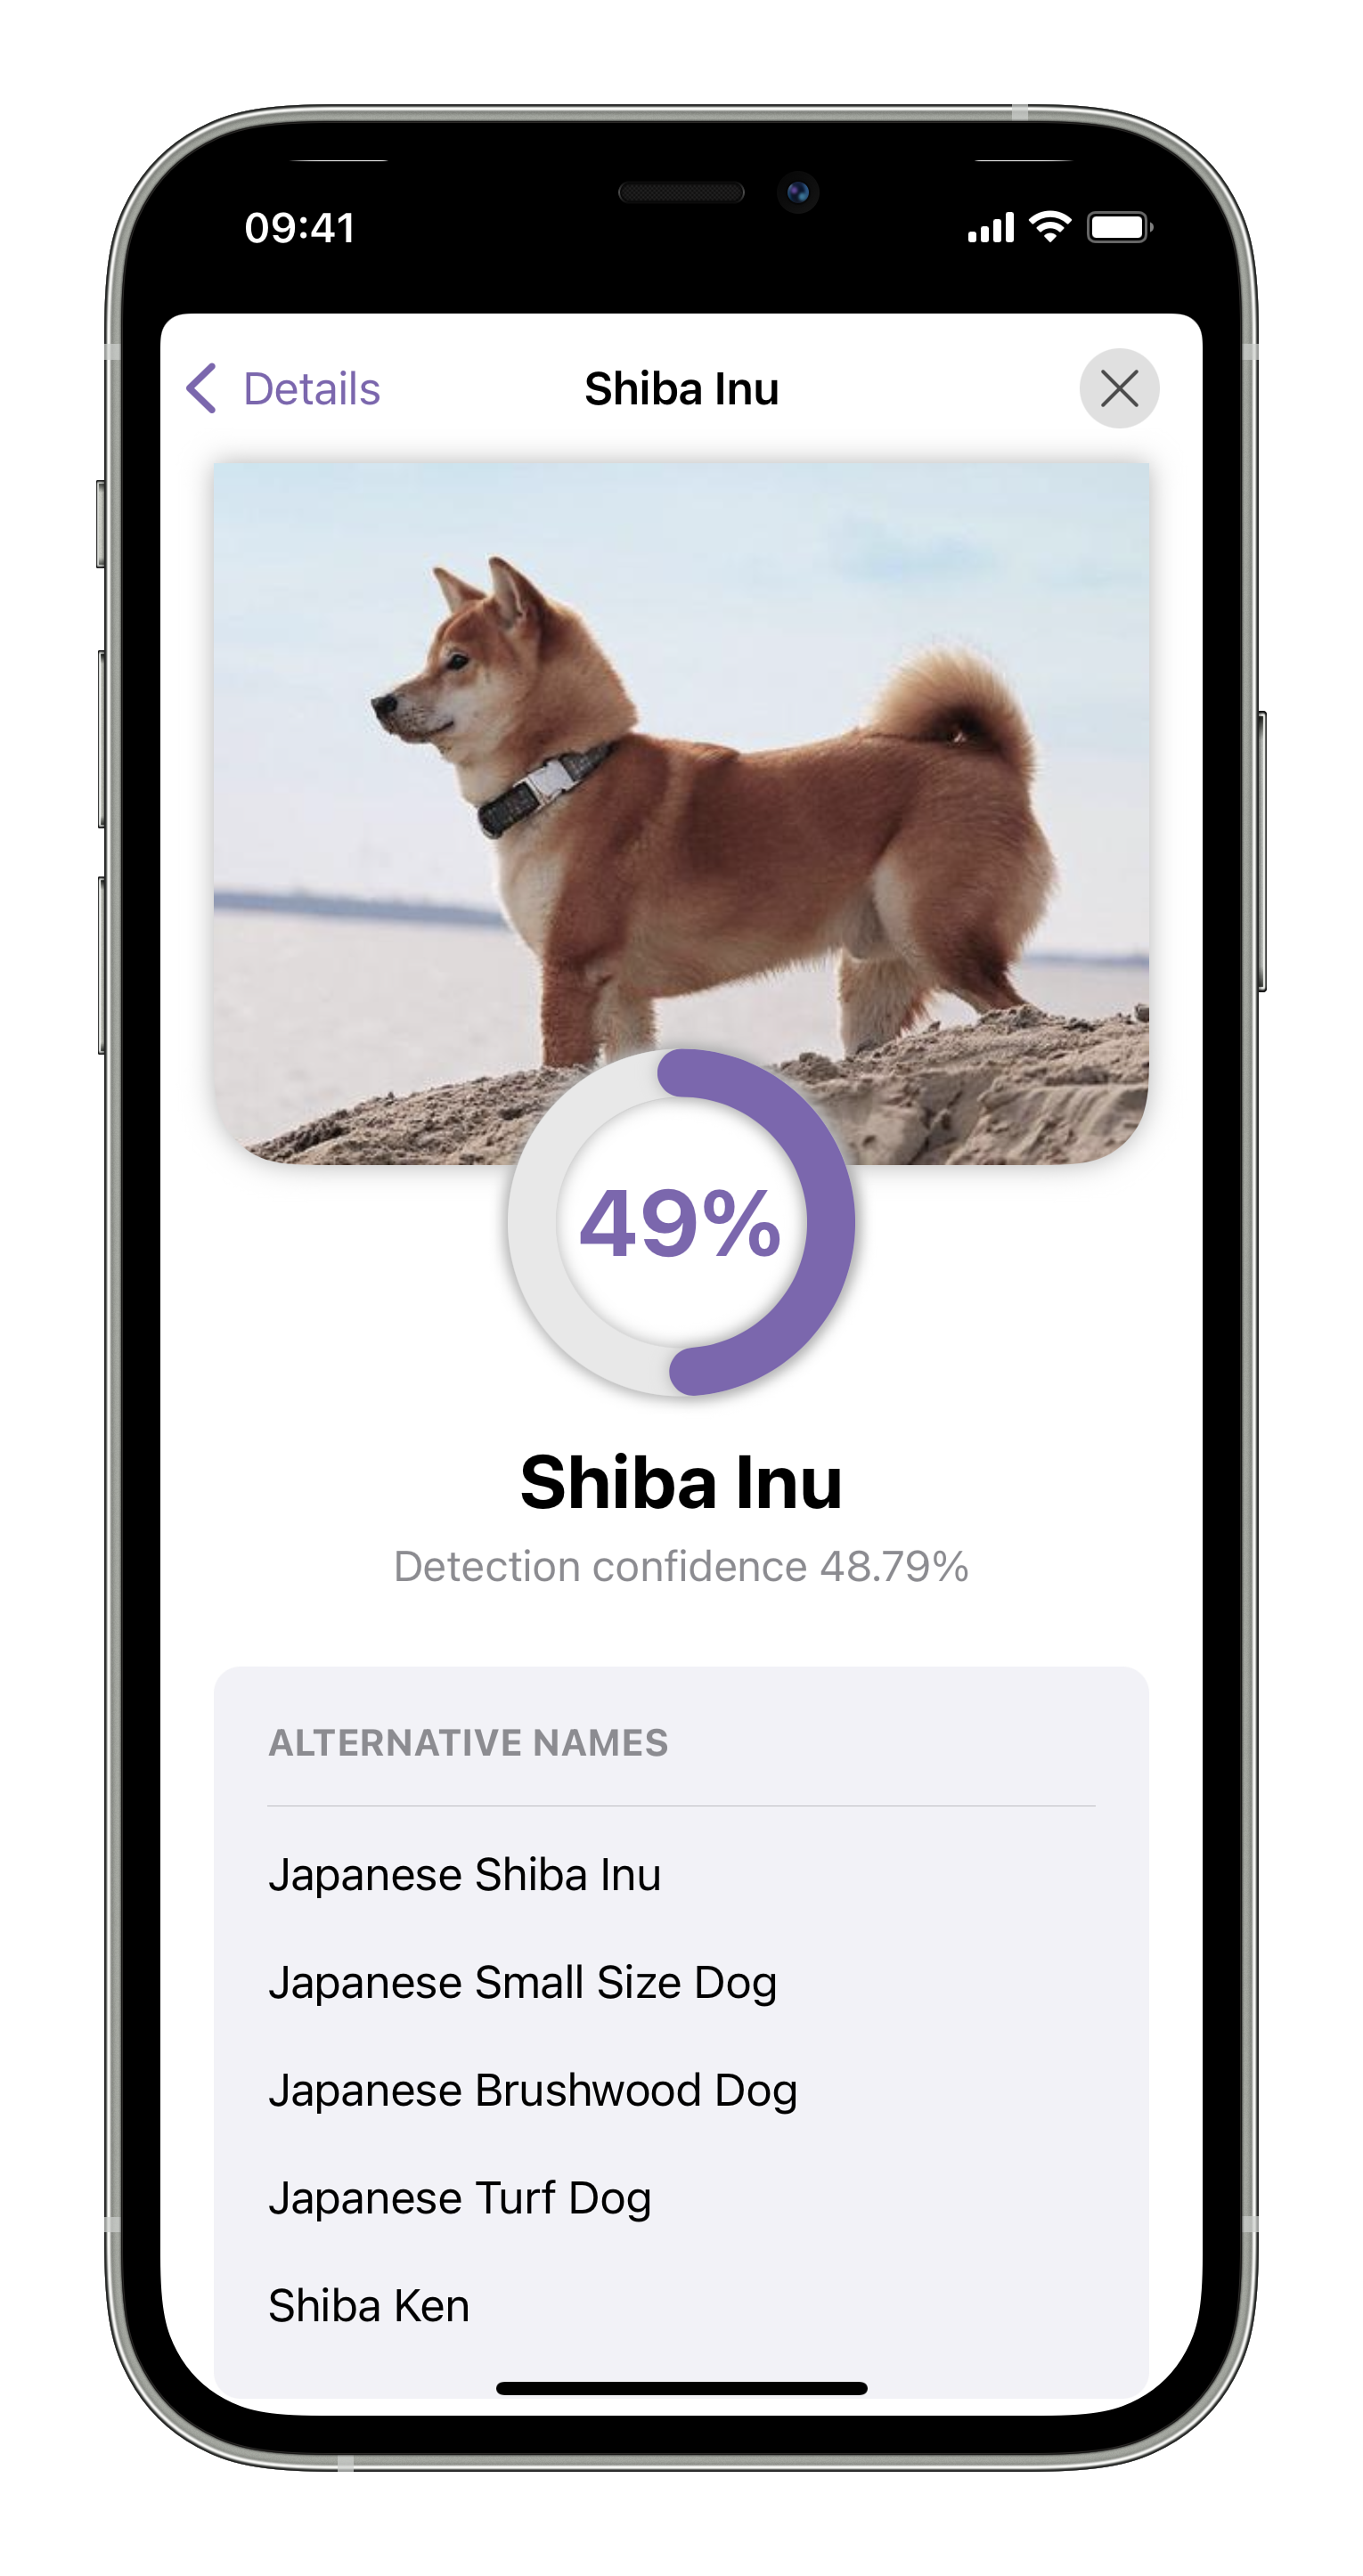 09:41
Details
Shiba Inu
49%
Shiba Inu
Detection confidence 48.79%
ALTERNATIVE NAMES
Japanese Shiba Inu
Japanese Small Size Dog
Japanese Brushwood Dog
Japanese Turf Dog
Shiba Ken